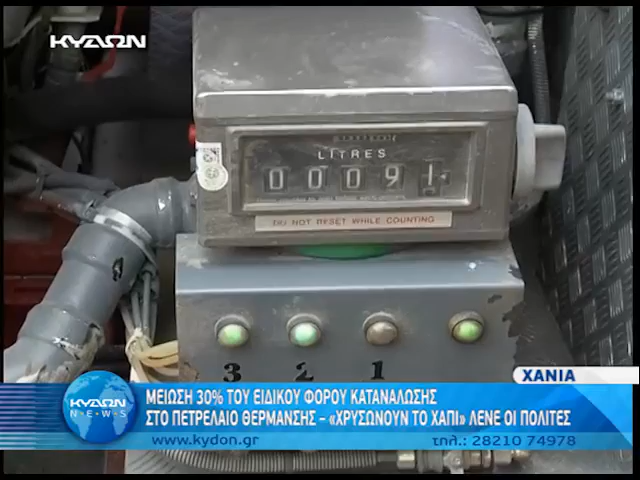 ΚΥΔΩΝ
LITRES
0 0 0 9 1
DO NOT RESET WHILE COUNTING
3 2 1
ΧΑΝΙΑ
ΜΕΙΩΣΗ 30% ΤΟΥ ΕΙΔΙΚΟΥ ΦΟΡΟΥ ΚΑΤΑΝΑΛΩΣΗΣ
ΣΤΟ ΠΕΤΡΕΛΑΙΟ ΘΕΡΜΑΝΣΗΣ – «ΧΡΥΣΩΝΟΥΝ ΤΟ ΧΑΠΙ» ΛΕΝΕ ΟΙ ΠΟΛΙΤΕΣ
ΚΥΔΩΝ
NEWS
www.kydon.gr
τηλ: 28210 74978